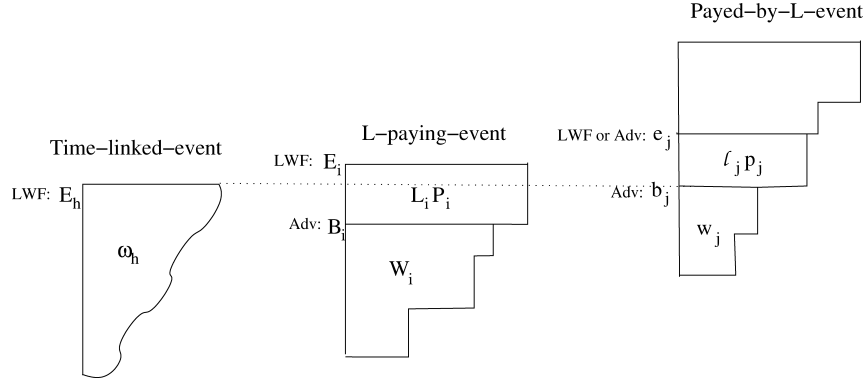 Payed−by−L−event
L−paying−event
Time−linked−event
LWF or Adv: e_j
LWF: E_i
ℓ_j p_j
LWF: E_h
L_i P_i
Adv: b_j
Adv: B_i
w_j
ω_h
W_i